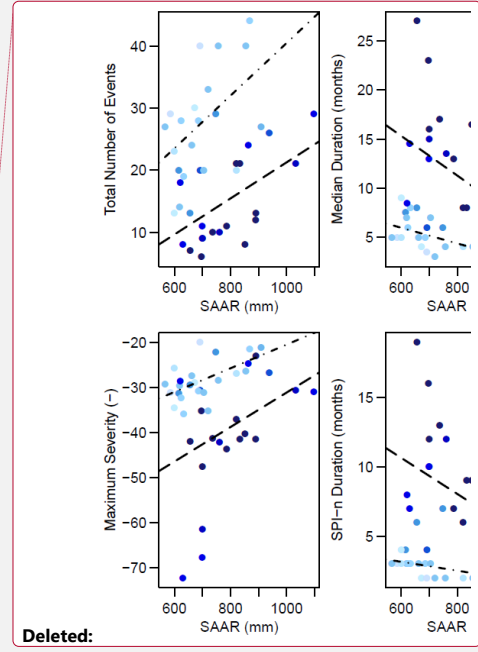 Total Number of Events
40
30
20
10
600 800 1000
SAAR (mm)
Median Duration (months)
25
20
15
10
5
600 700 800
SAAR
Maximum Severity (−)
−20
−30
−40
−50
−60
−70
600 800 1000
SAAR (mm)
SPI−n Duration (months)
15
10
5
600 700 800
SAAR
Deleted: